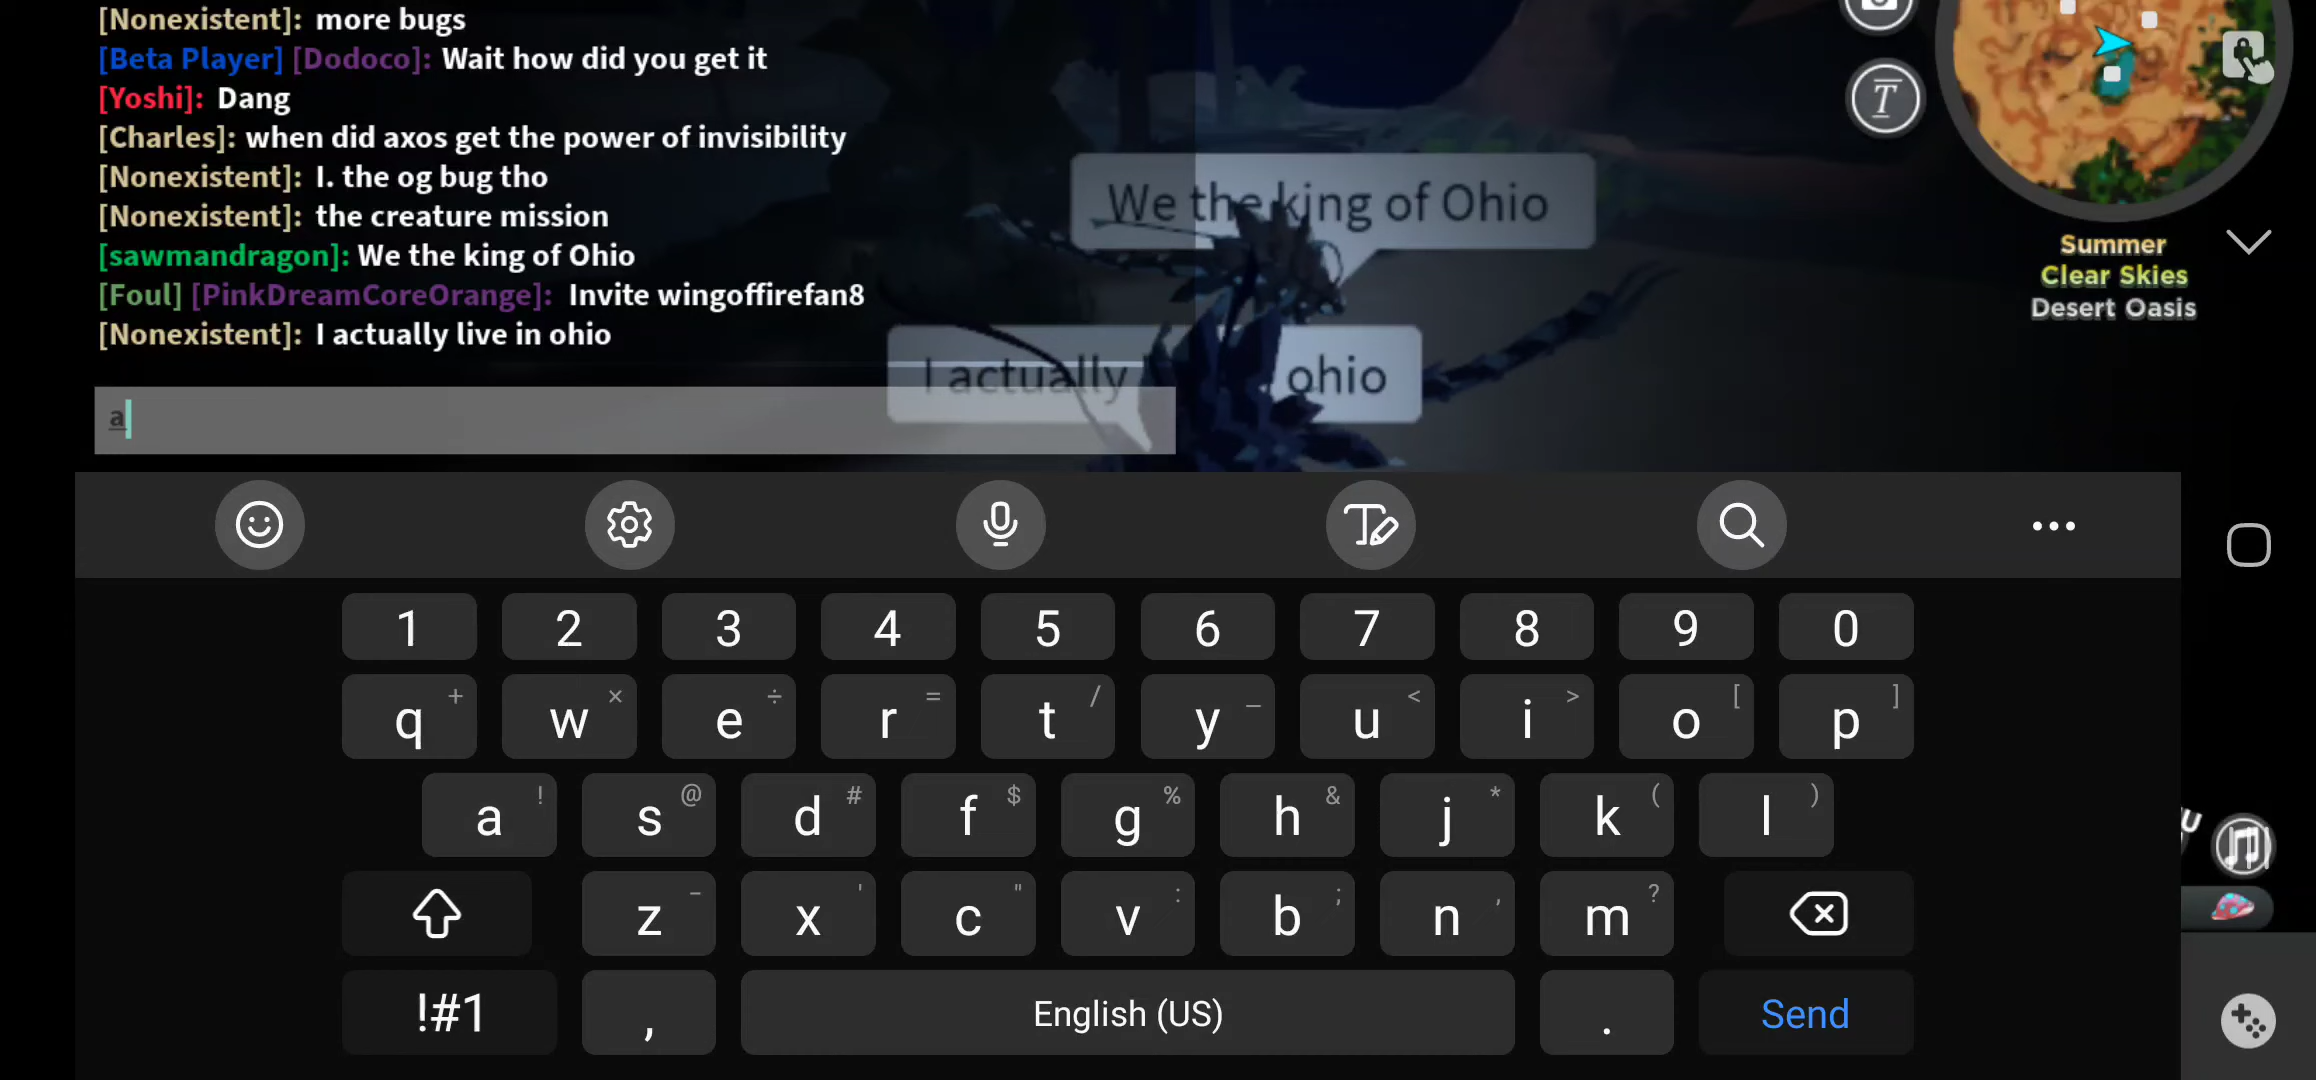 [Nonexistent]: more bugs
[Beta Player] [Dodoco]: Wait how did you get it
[Yoshi]: Dang
[Charles]: when did axos get the power of invisibility
[Nonexistent]: I. the og bug tho
[Nonexistent]: the creature mission
[sawmandragon]: We the king of Ohio
[Foul] [PinkDreamCoreOrange]: Invite wingoffirefan8
[Nonexistent]: I actually live in ohio
We the king of Ohio
I actually ohio
T
Summer
Clear Skies
Desert Oasis
a
T
1 2 3 4 5 6 7 8 9 0
q + w × e ÷ r = t / y _ u < i > o [ p ]
a ! s @ d # f $ g % h & j * k ( l )
z - x ' c " v : b ; n , m ?
!#1 , English (US) . Send
U